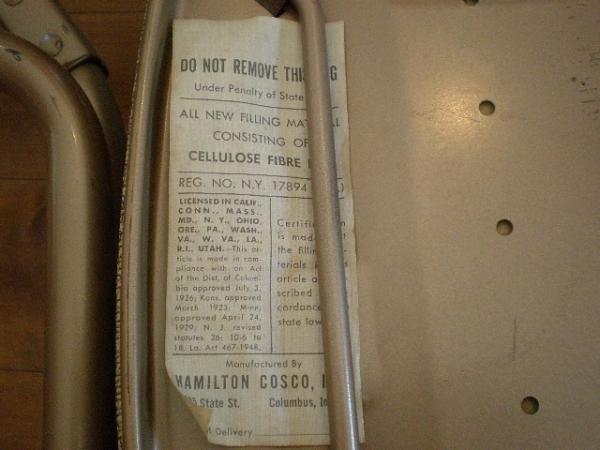 DO NOT REMOVE THIS G
Under Penalty of State
ALL NEW FILLING MAT L
CONSISTING OF
CELLULOSE FIBRE
REG. NO. N.Y. 17894
LICENSED IN CALIF.,
CONN., MASS.,
MD., N. Y., OHIO,
ORE., PA., WASH.,
VA., W. VA., LA.,
R.I., UTAH.—This ar-
ticle is made in com-
pliance with an Act
of the Dist. of Colum-
bia approved July 3,
1926; Kans. approved
March 1923; Minn.
approved April 24,
1929; N. J. revised
statutes 26: 10-6 to
18. La. Act 467-1948.
Certifi n
is mad t
the filli
terials i s
article a
scribed
cordanc
state law
Manufactured By
HAMILTON COSCO, I
State St. Columbus, In
Delivery